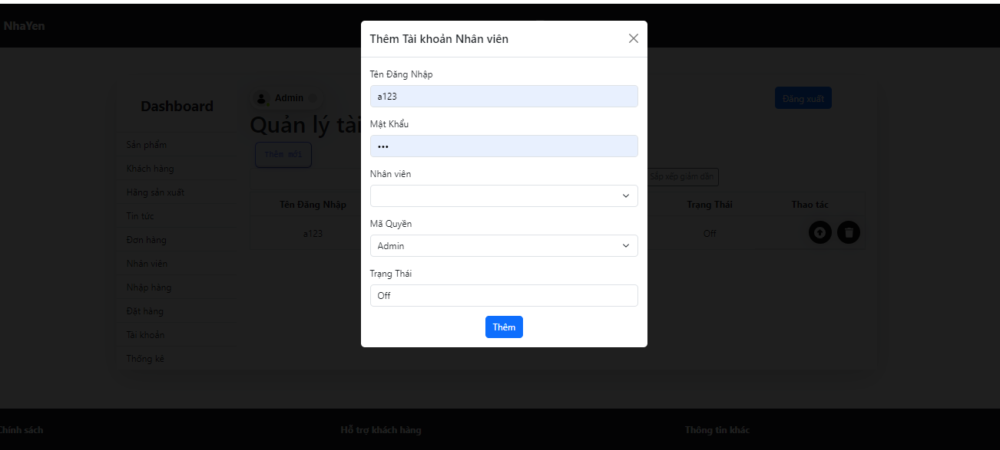 NhaYen
Thêm Tài khoản Nhân viên
Tên Đăng Nhập
a123
Mật Khẩu
•••
Nhân viên
Mã Quyền
Admin
Trạng Thái
Off
Thêm
Dashboard
Sản phẩm
Khách hàng
Hãng sản xuất
Tin tức
Đơn hàng
Nhân viên
Nhập hàng
Đặt hàng
Tài khoản
Thống kê
Admin
Đăng xuất
Quản lý tài
Thêm mới
Sắp xếp giảm dần
Tên Đăng Nhập
Trạng Thái
Thao tác
a123
Off
Chính sách
Hỗ trợ khách hàng
Thông tin khác